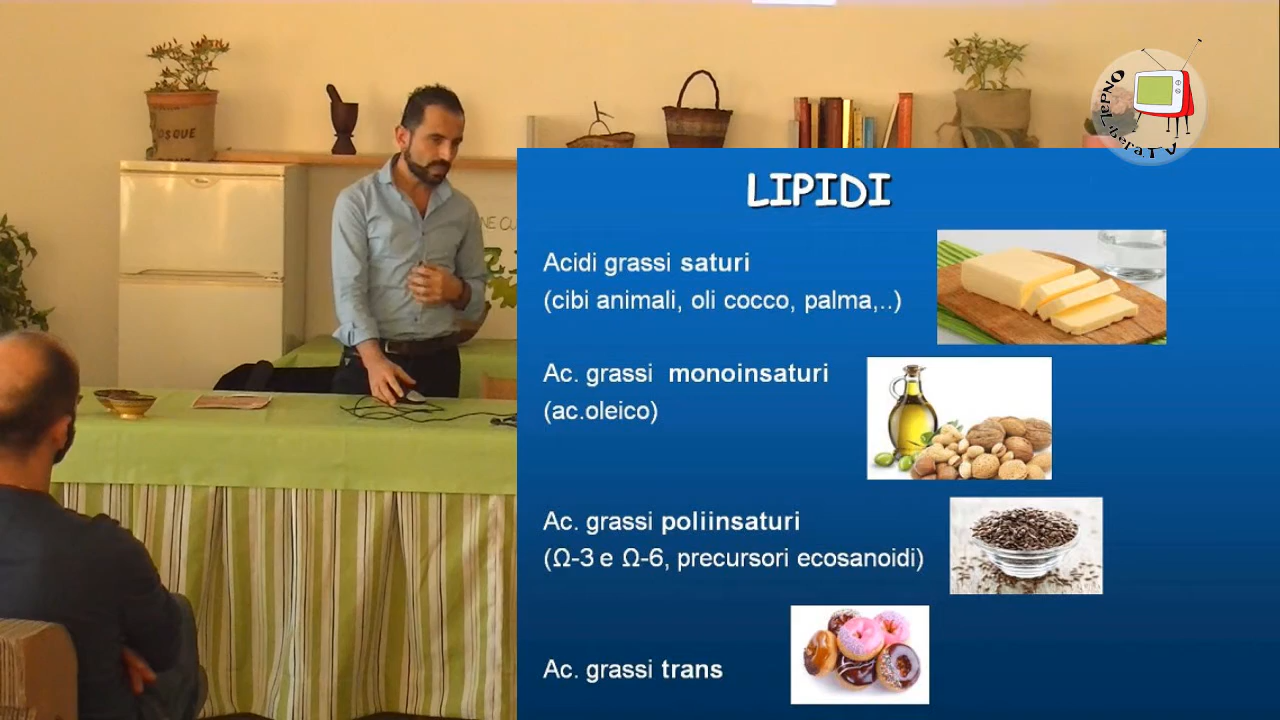 OSQUE
LIPIDI
Acidi grassi saturi
(cibi animali, oli cocco, palma,..)
Ac. grassi monoinsaturi
(ac.oleico)
Ac. grassi poliinsaturi
(Ω-3 e Ω-6, precursori ecosanoidi)
Ac. grassi trans